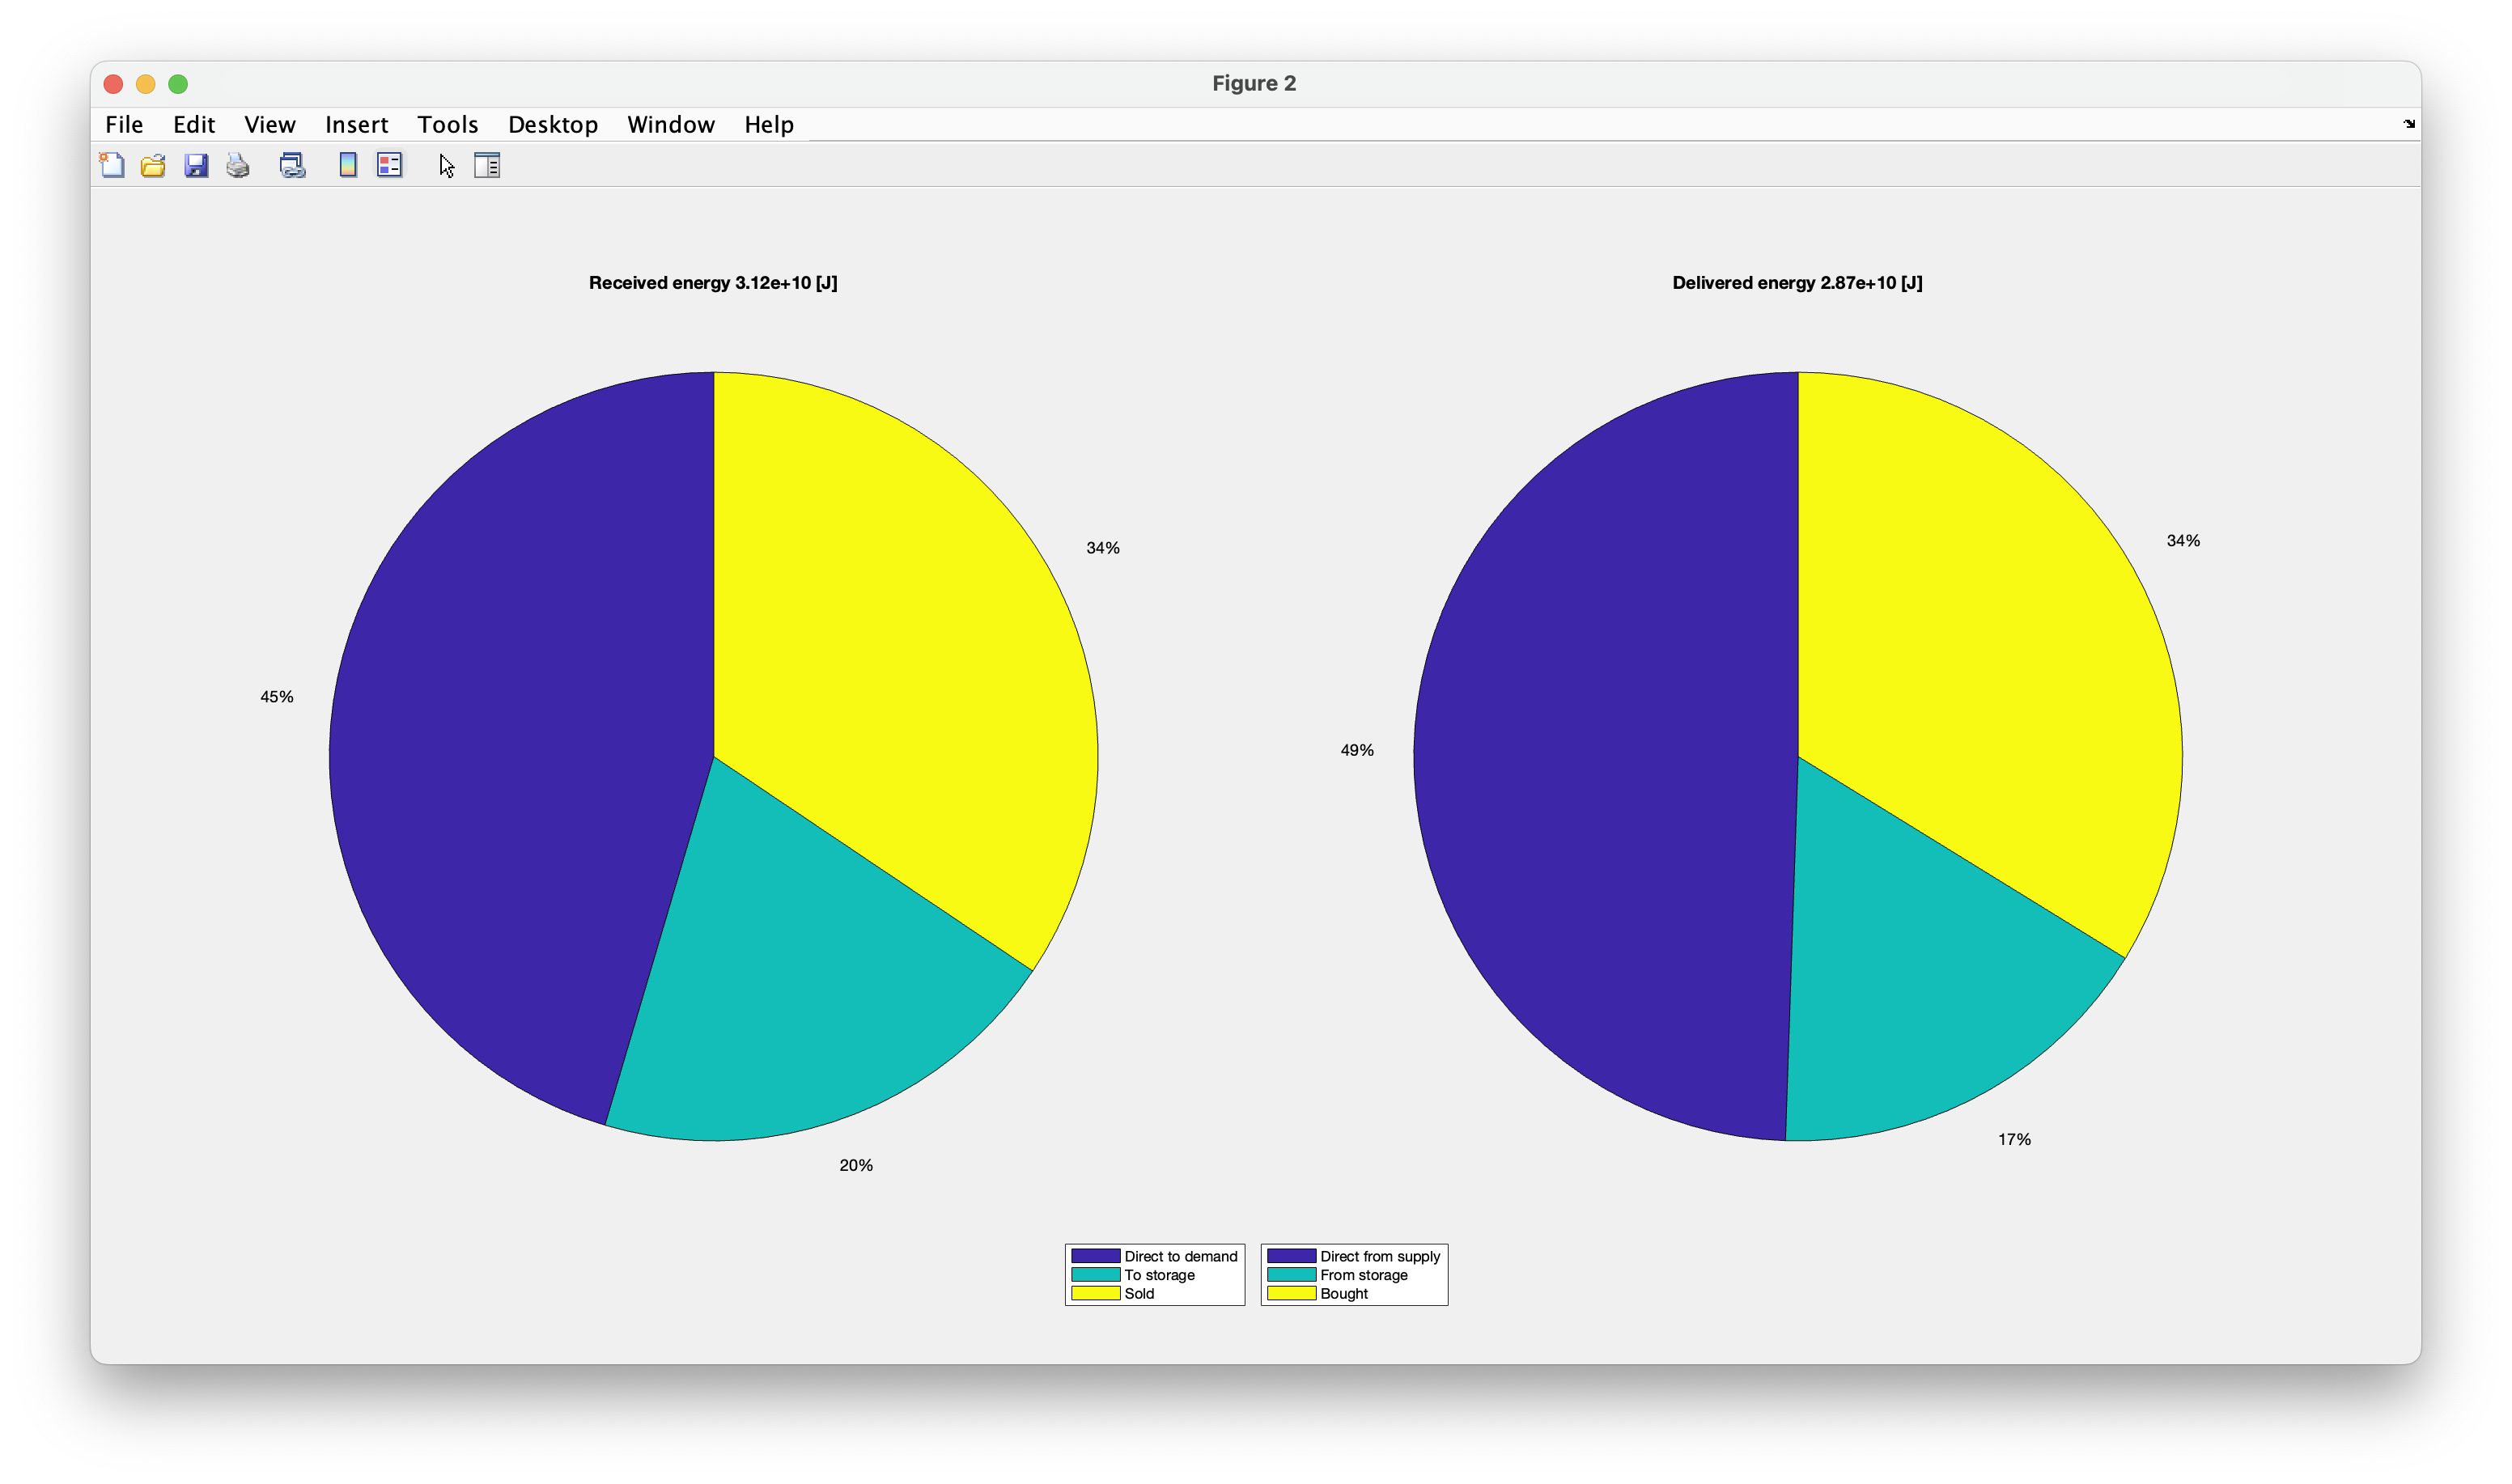 Figure 2
File Edit View Insert Tools Desktop Window Help
Received energy 3.12e+10 [J]
Delivered energy 2.87e+10 [J]
34%
45%
20%
34%
49%
17%
Direct to demand
To storage
Sold
Direct from supply
From storage
Bought